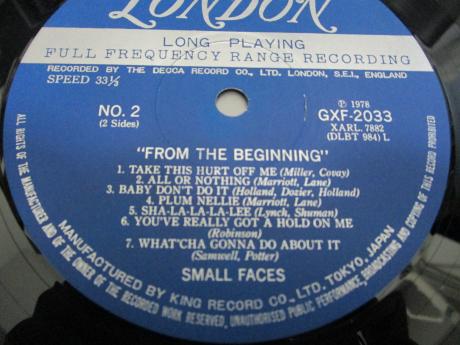 LONDON
LONG PLAYING
FULL FREQUENCY RANGE RECORDING
RECORDED BY THE DECCA RECORD CO., LTD. LONDON, S.E.I., ENGLAND
SPEED 33⅓
NO. 2
(2 Sides)
℗ 1978
GXF-2033
XARL. 7882
(DLBT 984) L
"FROM THE BEGINNING"
1. TAKE THIS HURT OFF ME (Miller, Covay)
2. ALL OR NOTHING (Marriott, Lane)
3. BABY DON'T DO IT (Holland, Dozier, Holland)
4. PLUM NELLIE (Marriott, Lane)
5. SHA-LA-LA-LA-LEE (Lynch, Shuman)
6. YOU'VE REALLY GOT A HOLD ON ME
(Robinson)
7. WHAT'CHA GONNA DO ABOUT IT
(Samwell, Potter)
SMALL FACES
MANUFACTURED BY KING RECORD CO., LTD. TOKYO, JAPAN
ALL RIGHTS OF THE MANUFACTURER AND OF THE OWNER OF THE RECORDED WORK RESERVED, UNAUTHORISED PUBLIC PERFORMANCE, BROADCASTING AND COPYING OF THIS RECORD PROHIBITED